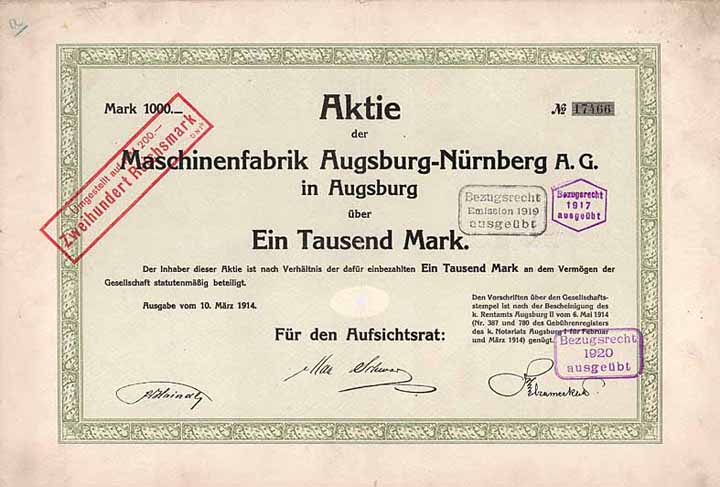 Mark 1000.—
Aktie
№ 17466
der
Maschinenfabrik Augsburg-Nürnberg A. G.
in Augsburg
über
Ein Tausend Mark.
Umgestellt auf 200.—
Zweihundert Reichsmark
Bezugsrecht
Emission 1919
ausgeübt
Bezugsrecht
1917
ausgeübt
Der Inhaber dieser Aktie ist nach Verhältnis der dafür einbezahlten Ein Tausend Mark an dem Vermögen der
Gesellschaft statutenmäßig beteiligt.
Ausgabe vom 10. März 1914.
Den Vorschriften über den Gesellschafts-
stempel ist nach der Bescheinigung des
k. Rentamts Augsburg II vom 6. Mai 1914
(Nr. 387 und 780 des Gebührenregisters
des k. Notariats Augsburg I für Februar
und März 1914) genügt.
Für den Aufsichtsrat:
Bezugsrecht
1920
ausgeübt
Max Schwarz